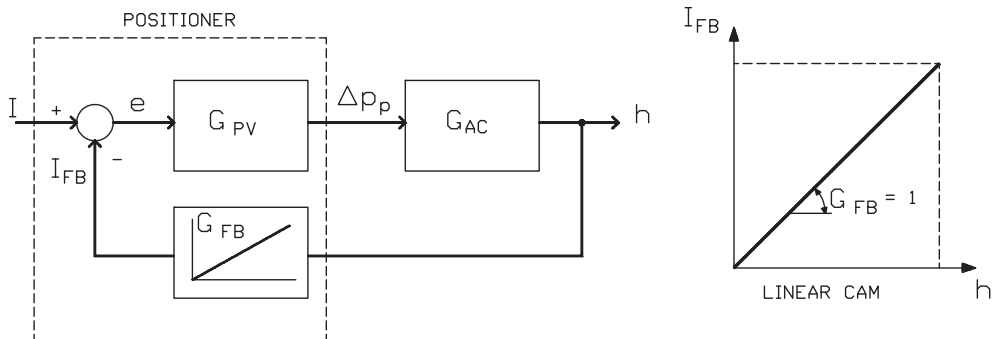 POSITIONER
I + e G PV Δp p G AC h
I FB -
G FB
I FB
G FB = 1
LINEAR CAM h